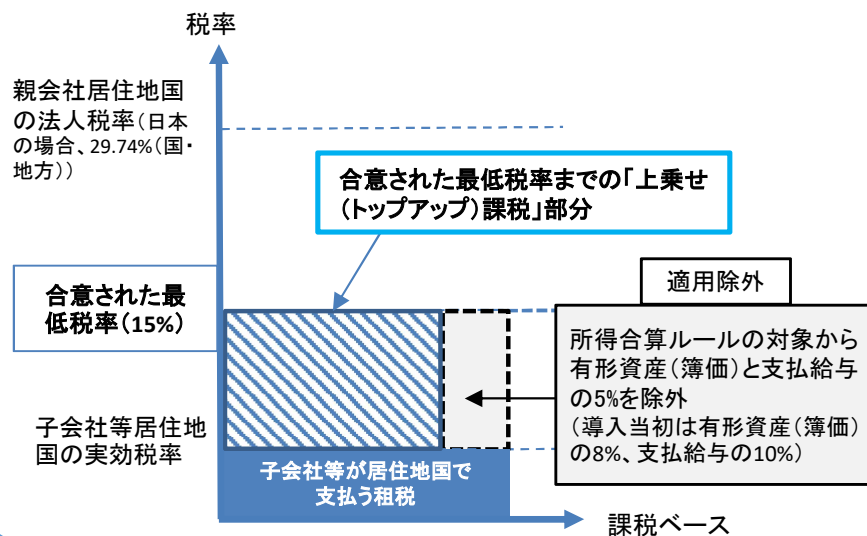 税率
親会社居住地国
の法人税率(日本
の場合、29.74%(国・
地方))
合意された最低税率までの「上乗せ
(トップアップ)課税」部分
合意された最
低税率(15%)
適用除外
所得合算ルールの対象から
有形資産(簿価)と支払給与
の5%を除外
(導入当初は有形資産(簿価)
の8%、支払給与の10%)
子会社等居住地
国の実効税率
子会社等が居住地国で
支払う租税
課税ベース